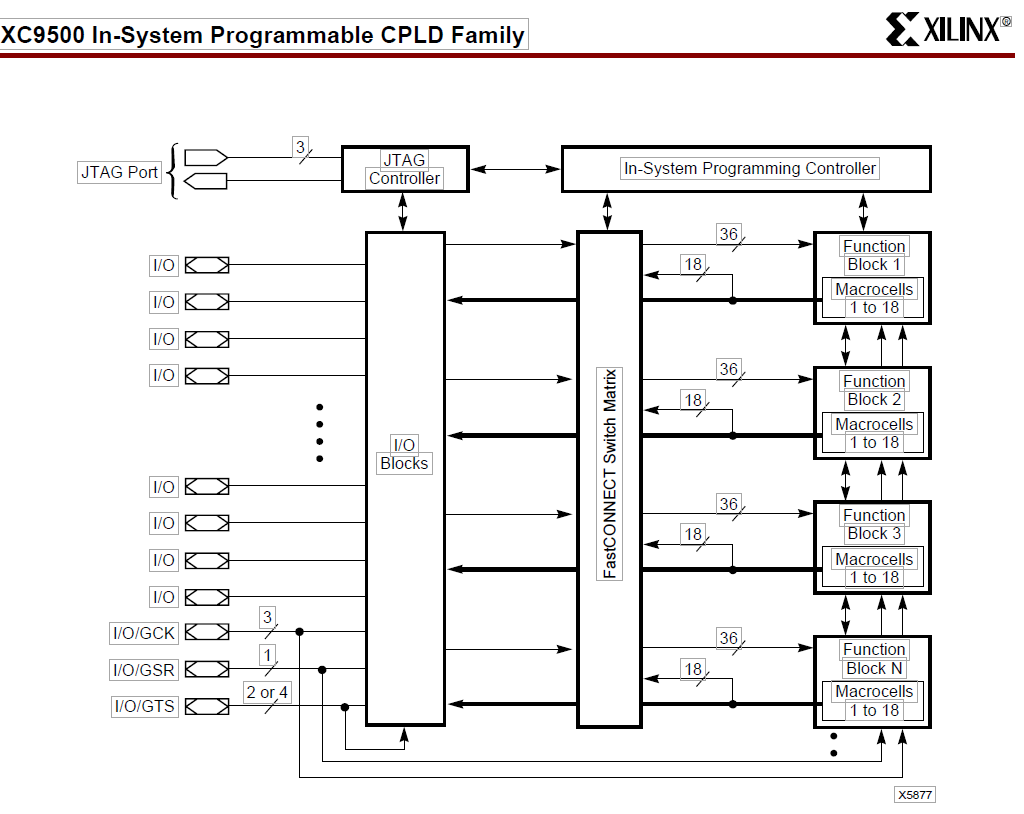 XC9500 In-System Programmable CPLD Family
XILINX®
JTAG Port
3
JTAG
Controller
In-System Programming Controller
I/O
I/O
I/O
I/O
I/O
I/O
I/O
I/O
I/O/GCK
3
I/O/GSR
1
I/O/GTS
2 or 4
I/O
Blocks
FastCONNECT Switch Matrix
36
18
Function
Block 1
Macrocells
1 to 18
36
18
Function
Block 2
Macrocells
1 to 18
36
18
Function
Block 3
Macrocells
1 to 18
36
18
Function
Block N
Macrocells
1 to 18
X5877